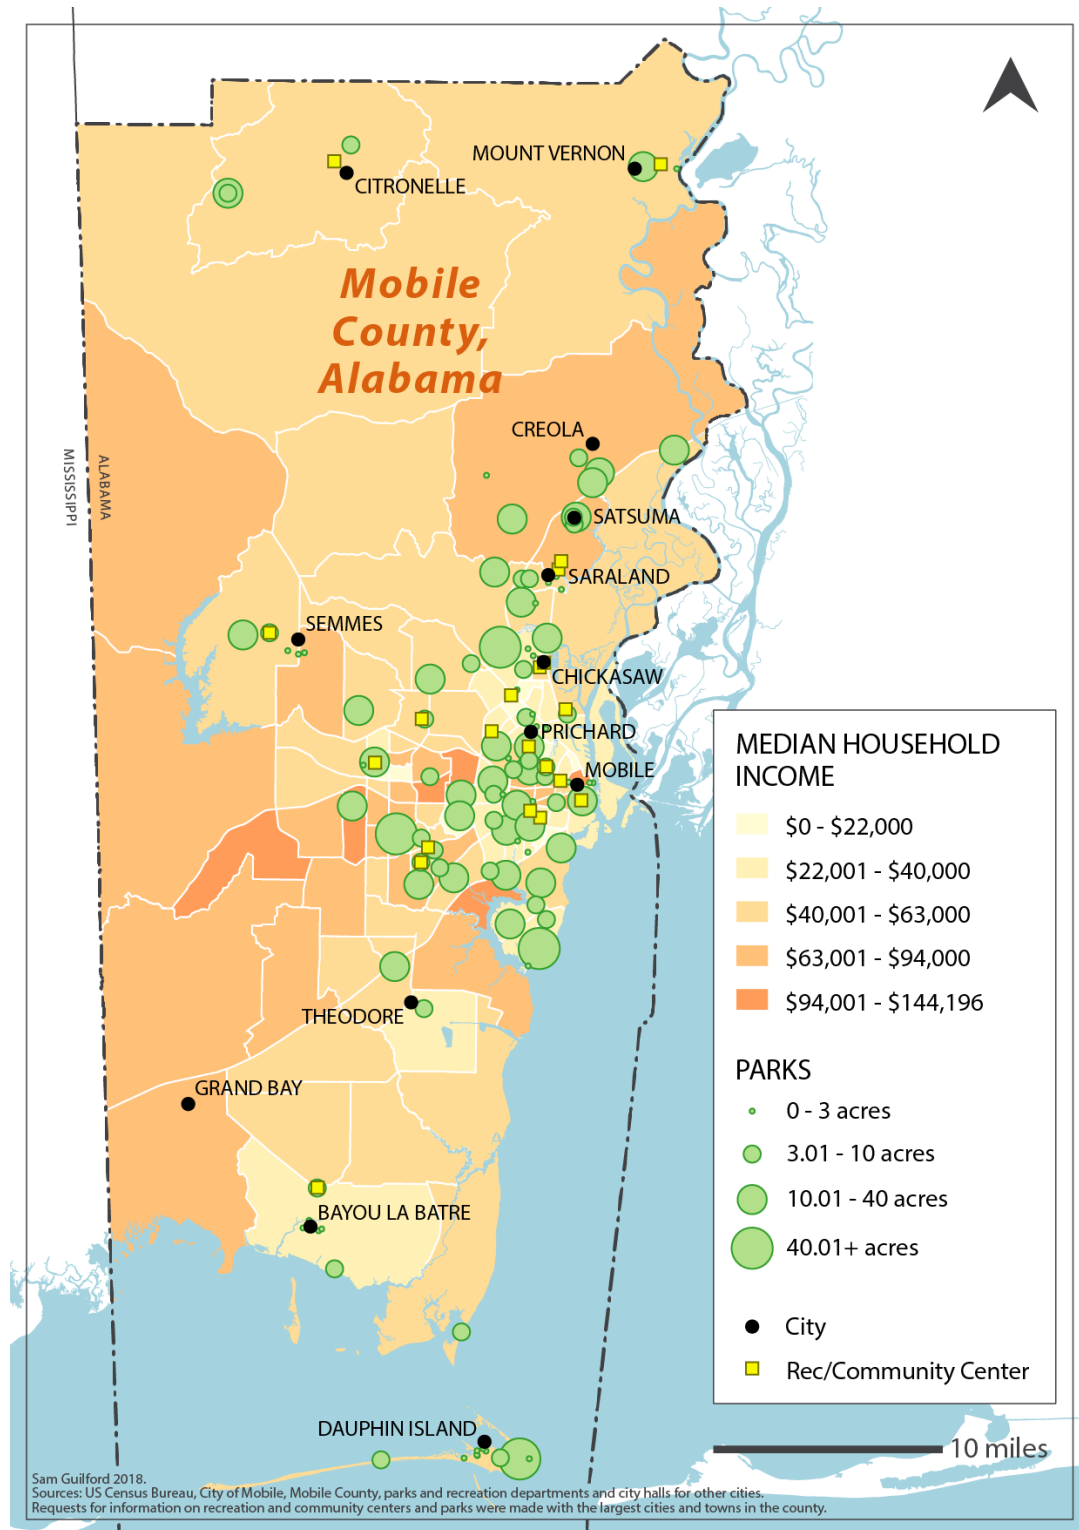 MOUNT VERNON
CITRONELLE
Mobile
County,
Alabama
CREOLA
MISSISSIPPI
ALABAMA
SATSUMA
SARALAND
SEMMES
CHICKASAW
PRICHARD
MOBILE
THEODORE
GRAND BAY
BAYOU LA BATRE
DAUPHIN ISLAND
MEDIAN HOUSEHOLD
INCOME
$0 - $22,000
$22,001 - $40,000
$40,001 - $63,000
$63,001 - $94,000
$94,001 - $144,196
PARKS
0 - 3 acres
3.01 - 10 acres
10.01 - 40 acres
40.01+ acres
City
Rec/Community Center
10 miles
Sam Guilford 2018.
Sources: US Census Bureau, City of Mobile, Mobile County, parks and recreation departments and city halls for other cities.
Requests for information on recreation and community centers and parks were made with the largest cities and towns in the county.